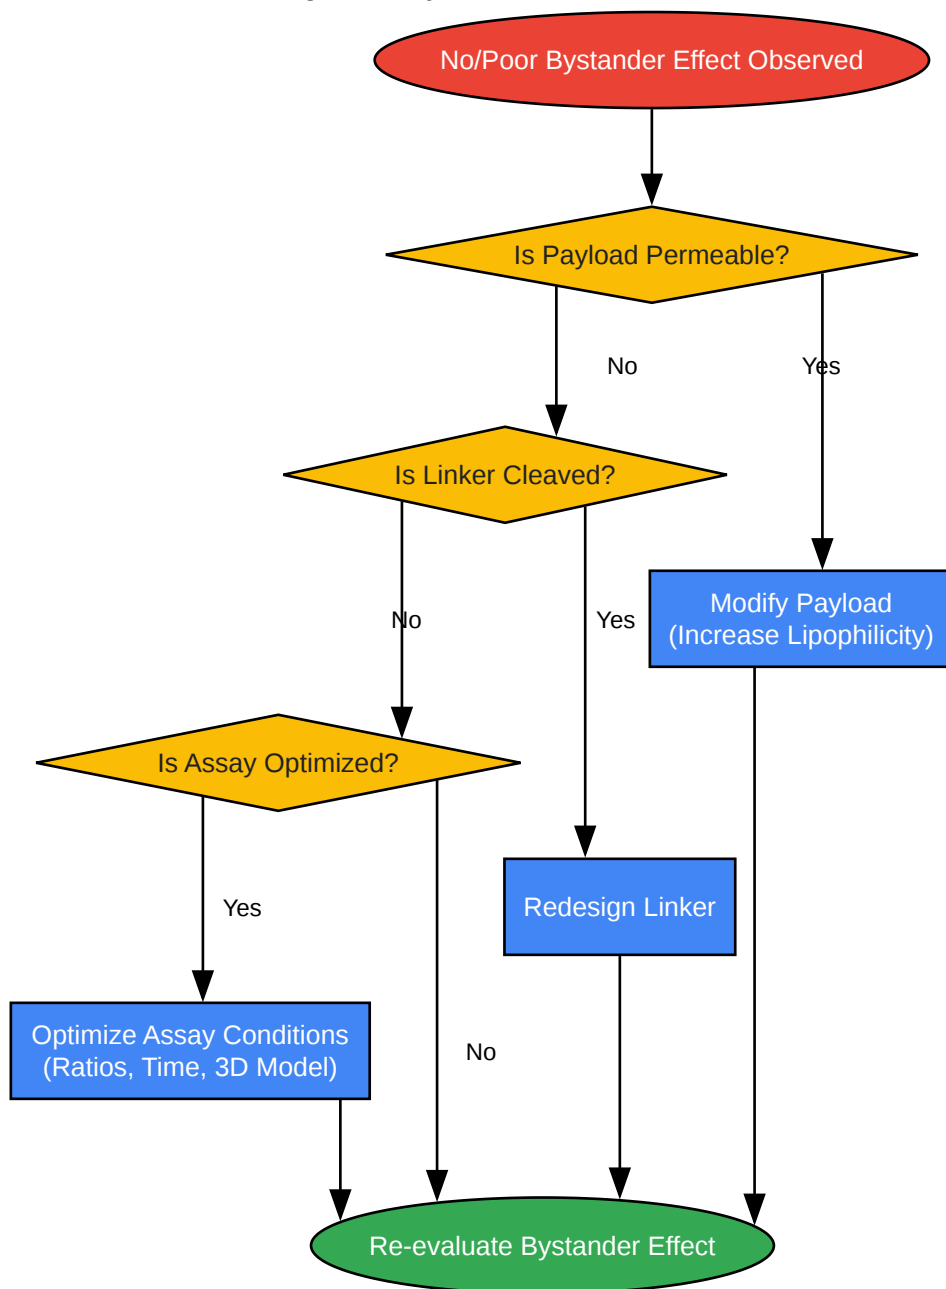 No/Poor Bystander Effect Observed
Is Payload Permeable?
No
Yes
Is Linker Cleaved?
No
Yes
Modify Payload
(Increase Lipophilicity)
Is Assay Optimized?
Yes
Redesign Linker
Optimize Assay Conditions
(Ratios, Time, 3D Model)
No
Re-evaluate Bystander Effect